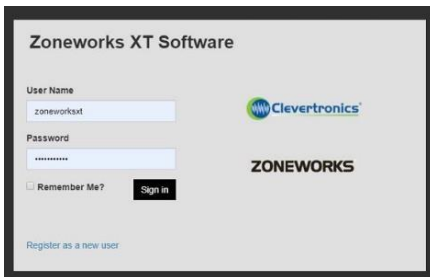 Zoneworks XT Software
User Name
zoneworksxt
Clevertronics
Password
••••••••••
ZONEWORKS
Remember Me?
Sign in
Register as a new user